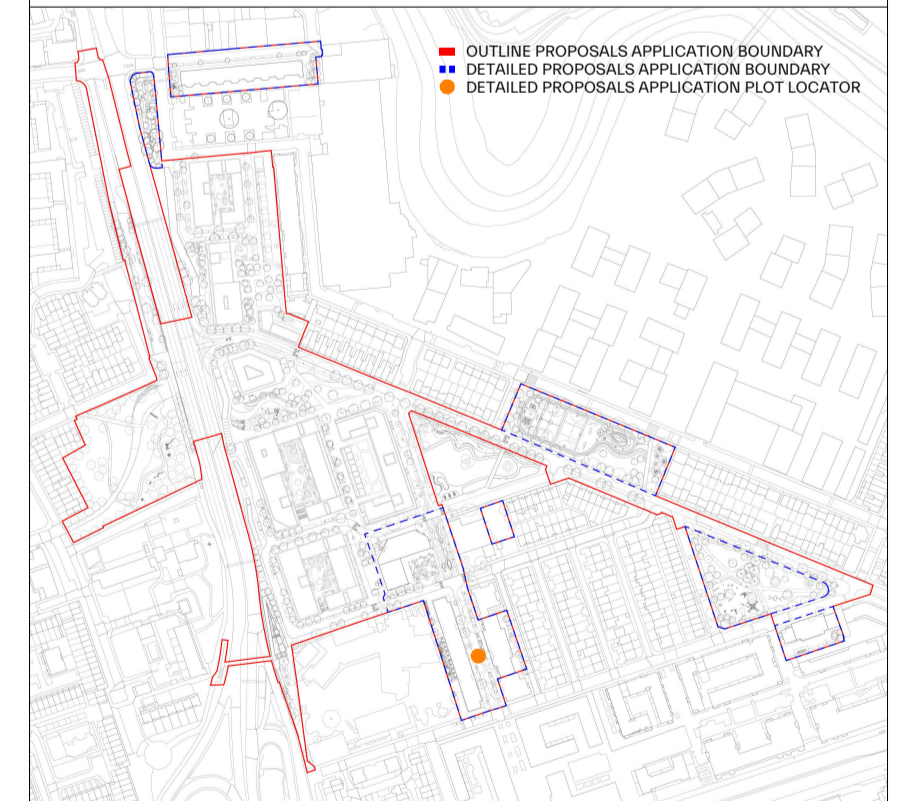 OUTLINE PROPOSALS APPLICATION BOUNDARY
DETAILED PROPOSALS APPLICATION BOUNDARY
DETAILED PROPOSALS APPLICATION PLOT LOCATOR